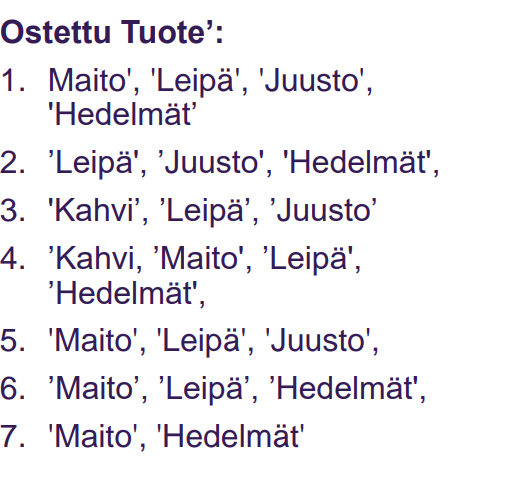 Ostettu Tuote’:
1. Maito', 'Leipä', 'Juusto',
'Hedelmät’
2. ’Leipä', ’Juusto', 'Hedelmät',
3. 'Kahvi’, ’Leipä’, ’Juusto’
4. ’Kahvi, ’Maito', ’Leipä',
’Hedelmät',
5. 'Maito', 'Leipä', 'Juusto',
6. ’Maito’, ’Leipä’, ’Hedelmät',
7. 'Maito', 'Hedelmät'